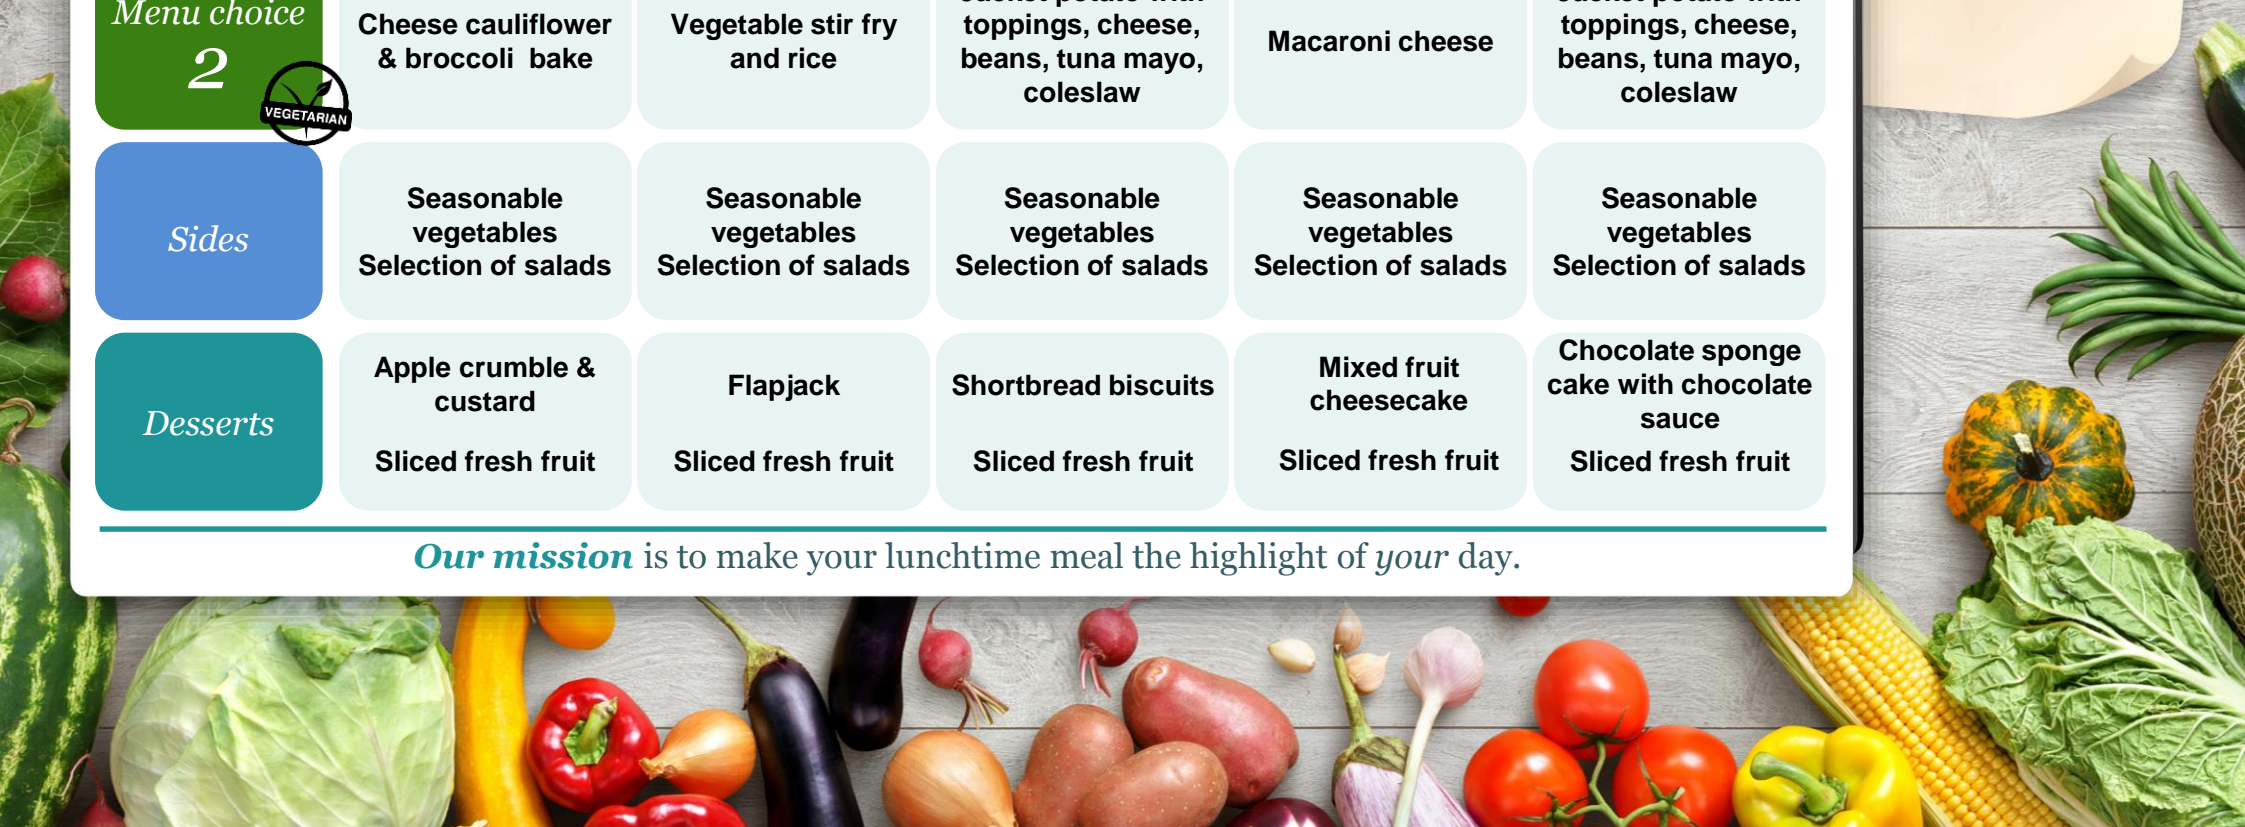 Menu choice
2
VEGETARIAN
Cheese cauliflower
& broccoli bake
Vegetable stir fry
and rice
toppings, cheese,
beans, tuna mayo,
coleslaw
Macaroni cheese
toppings, cheese,
beans, tuna mayo,
coleslaw
Sides
Seasonable
vegetables
Selection of salads
Seasonable
vegetables
Selection of salads
Seasonable
vegetables
Selection of salads
Seasonable
vegetables
Selection of salads
Seasonable
vegetables
Selection of salads
Desserts
Apple crumble &
custard
Sliced fresh fruit
Flapjack
Sliced fresh fruit
Shortbread biscuits
Sliced fresh fruit
Mixed fruit
cheesecake
Sliced fresh fruit
Chocolate sponge
cake with chocolate
sauce
Sliced fresh fruit
Our mission is to make your lunchtime meal the highlight of your day.